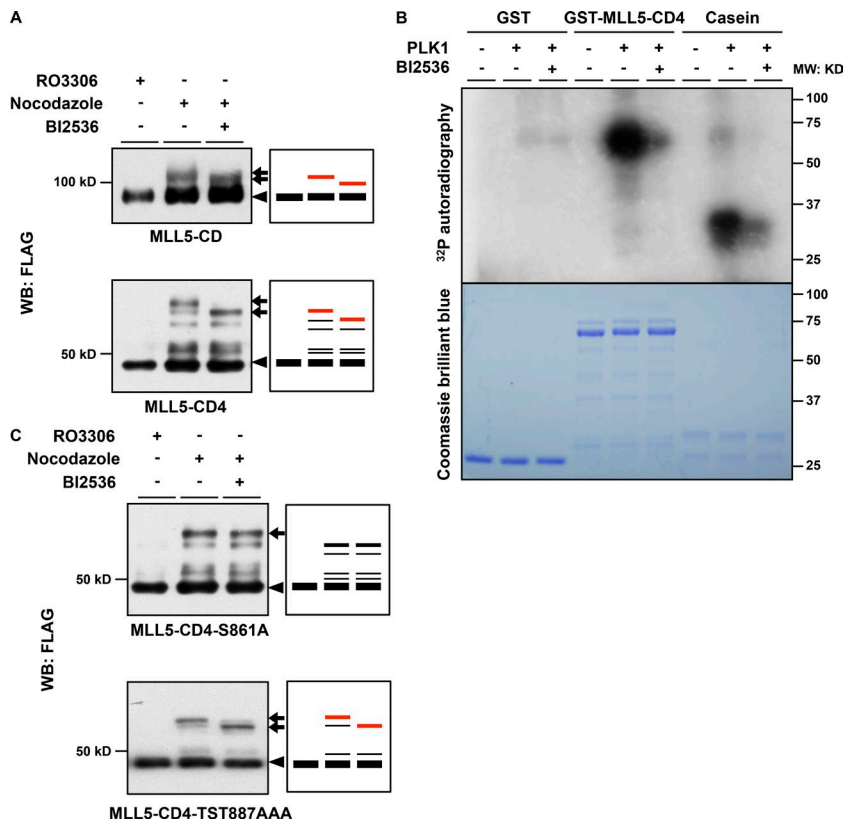 A
RO3306 + - -
Nocodazole - + +
BI2536 - - +
100 kD
MLL5-CD
WB: FLAG
50 kD
MLL5-CD4
B
GST GST-MLL5-CD4 Casein
PLK1 - + + - + + - + +
BI2536 - - + - - + - - + MW: KD
32P autoradiography
100
75
50
37
25
Coomassie brilliant blue
100
75
50
37
25
C
RO3306 + - -
Nocodazole - + +
BI2536 - - +
50 kD
MLL5-CD4-S861A
WB: FLAG
50 kD
MLL5-CD4-TST887AAA